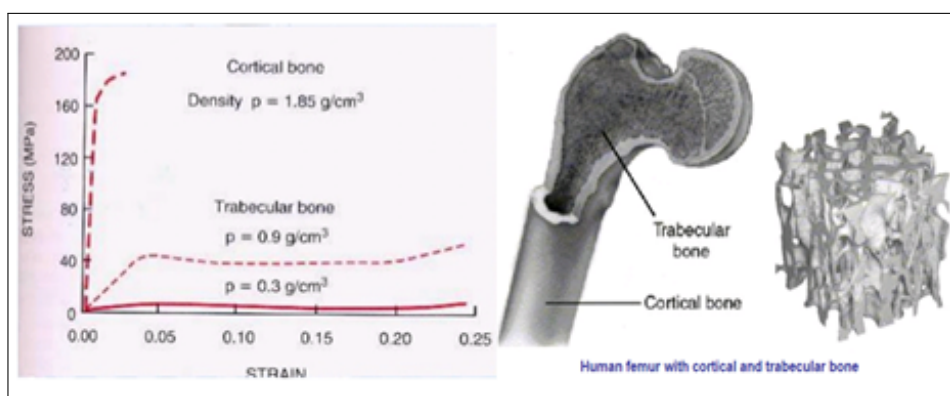 STRESS (MPa)
200
160
120
80
40
0
Cortical bone
Density p = 1.85 g/cm³
Trabecular bone
p = 0.9 g/cm³
p = 0.3 g/cm³
0.00 0.05 0.10 0.15 0.20 0.25
STRAIN
Trabecular
bone
Cortical bone
Human femur with cortical and trabecular bone